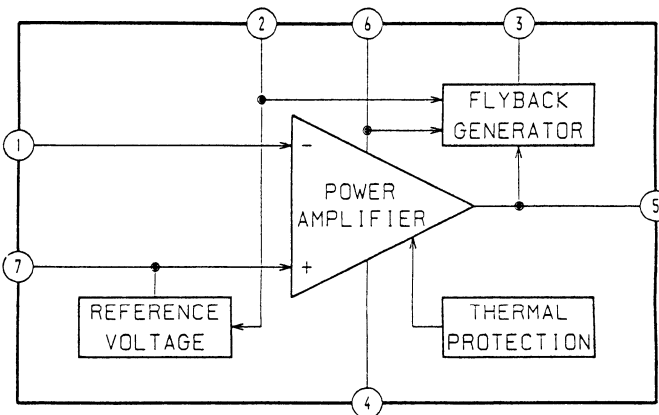 2 6 3
FLYBACK
GENERATOR
1
-
POWER
AMPLIFIER
5
7
+
REFERENCE
VOLTAGE
THERMAL
PROTECTION
4